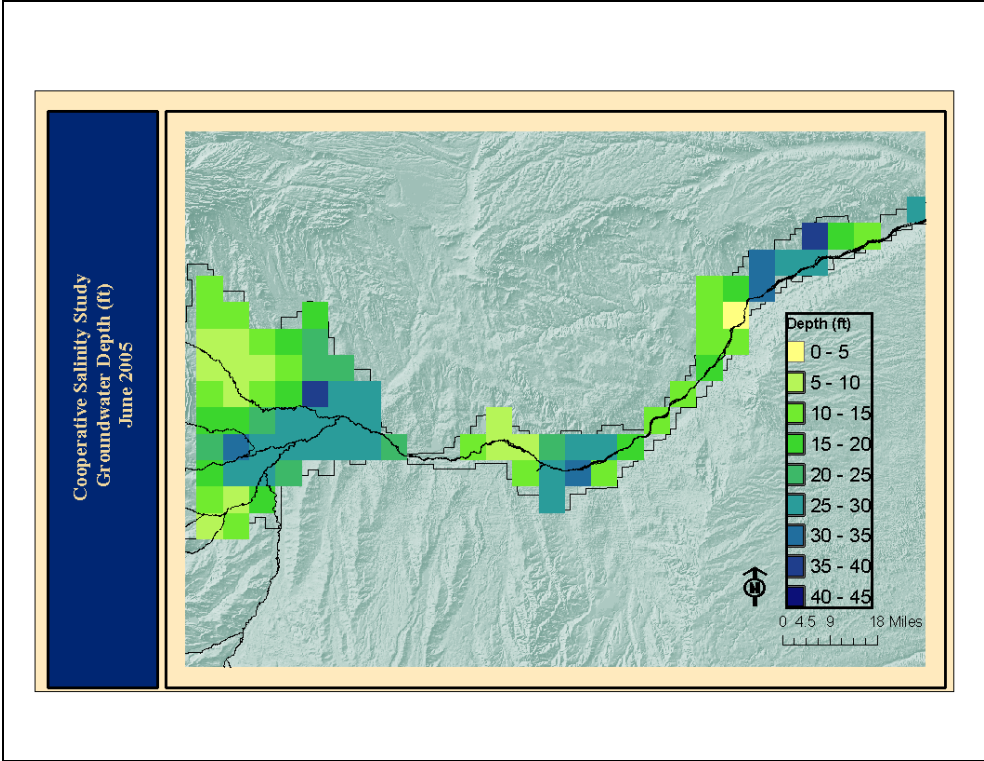 Cooperative Salinity Study
Groundwater Depth (ft)
June 2005
Depth (ft)
0 - 5
5 - 10
10 - 15
15 - 20
20 - 25
25 - 30
30 - 35
35 - 40
40 - 45
N
0 4.5 9 18 Miles